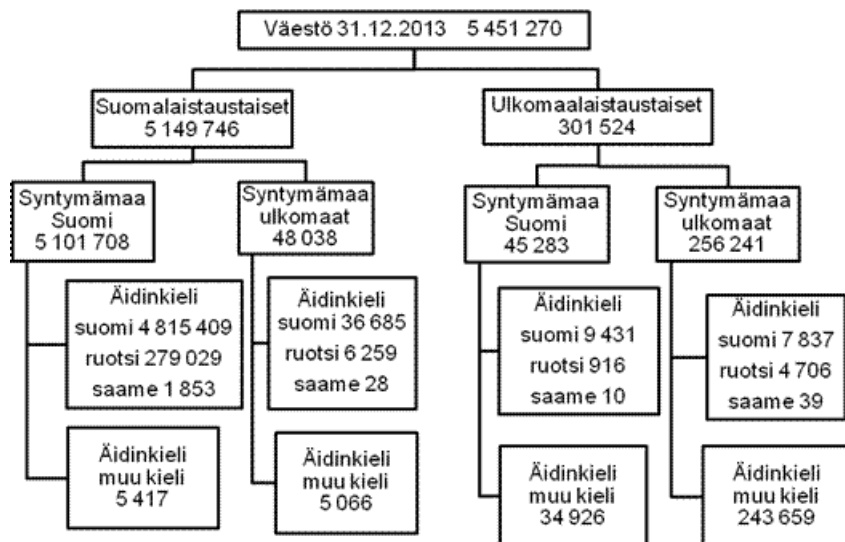 Väestö 31.12.2013 5 451 270
Suomalaistaustaiset
5 149 746
Ulkomaalaistaustaiset
301 524
Syntymämaa
Suomi
5 101 708
Syntymämaa
ulkomaat
48 038
Syntymämaa
Suomi
45 283
Syntymämaa
ulkomaat
256 241
Äidinkieli
suomi 4 815 409
ruotsi 279 029
saame 1 853
Äidinkieli
suomi 36 685
ruotsi 6 259
saame 28
Äidinkieli
suomi 9 431
ruotsi 916
saame 10
Äidinkieli
suomi 7 837
ruotsi 4 706
saame 39
Äidinkieli
muu kieli
5 417
Äidinkieli
muu kieli
5 066
Äidinkieli
muu kieli
34 926
Äidinkieli
muu kieli
243 659